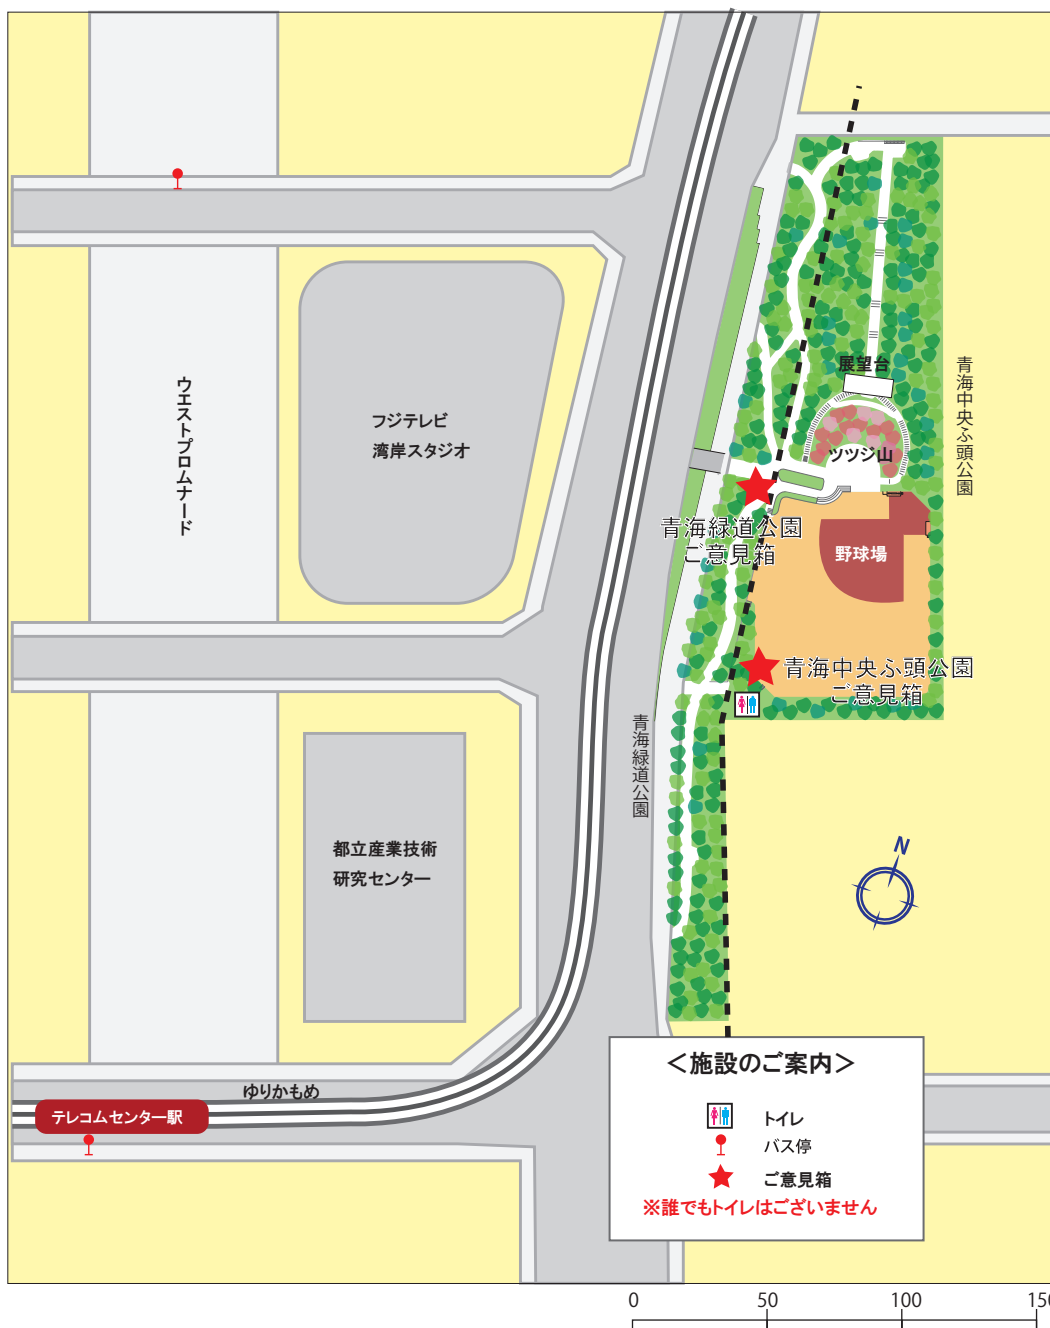 ウエストプロムナード
フジテレビ
湾岸スタジオ
展望台
ツツジ山
青海中央ふ頭公園
青海緑道公園
ご意見箱
野球場
青海中央ふ頭公園
ご意見箱
青海緑道公園
都立産業技術
研究センター
N
ゆりかもめ
テレコムセンター駅
＜施設のご案内＞
トイレ
バス停
ご意見箱
※誰でもトイレはございません
0 50 100 150